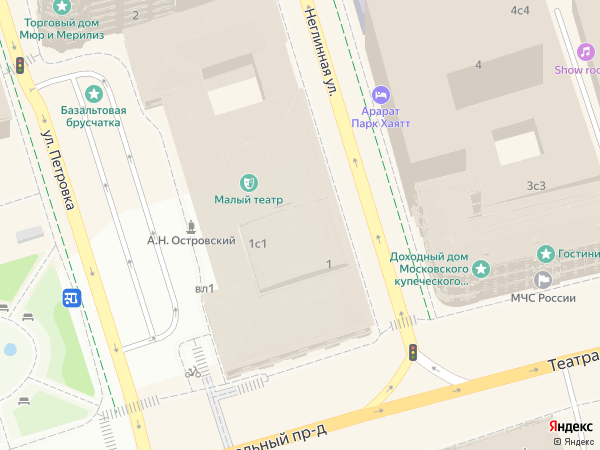 Торговый дом
Мюр и Мерилиз
2
Неглинная ул.
4с4
4
Show roo
Базальтовая
брусчатка
Арарат
Парк Хаятт
ул. Петровка
Малый театр
3с3
А.Н. Островский
1с1
1
Доходный дом
Московского
купеческого...
Гостини
МЧС России
вл1
Театра
льный пр-д
Яндекс
© Яндекс